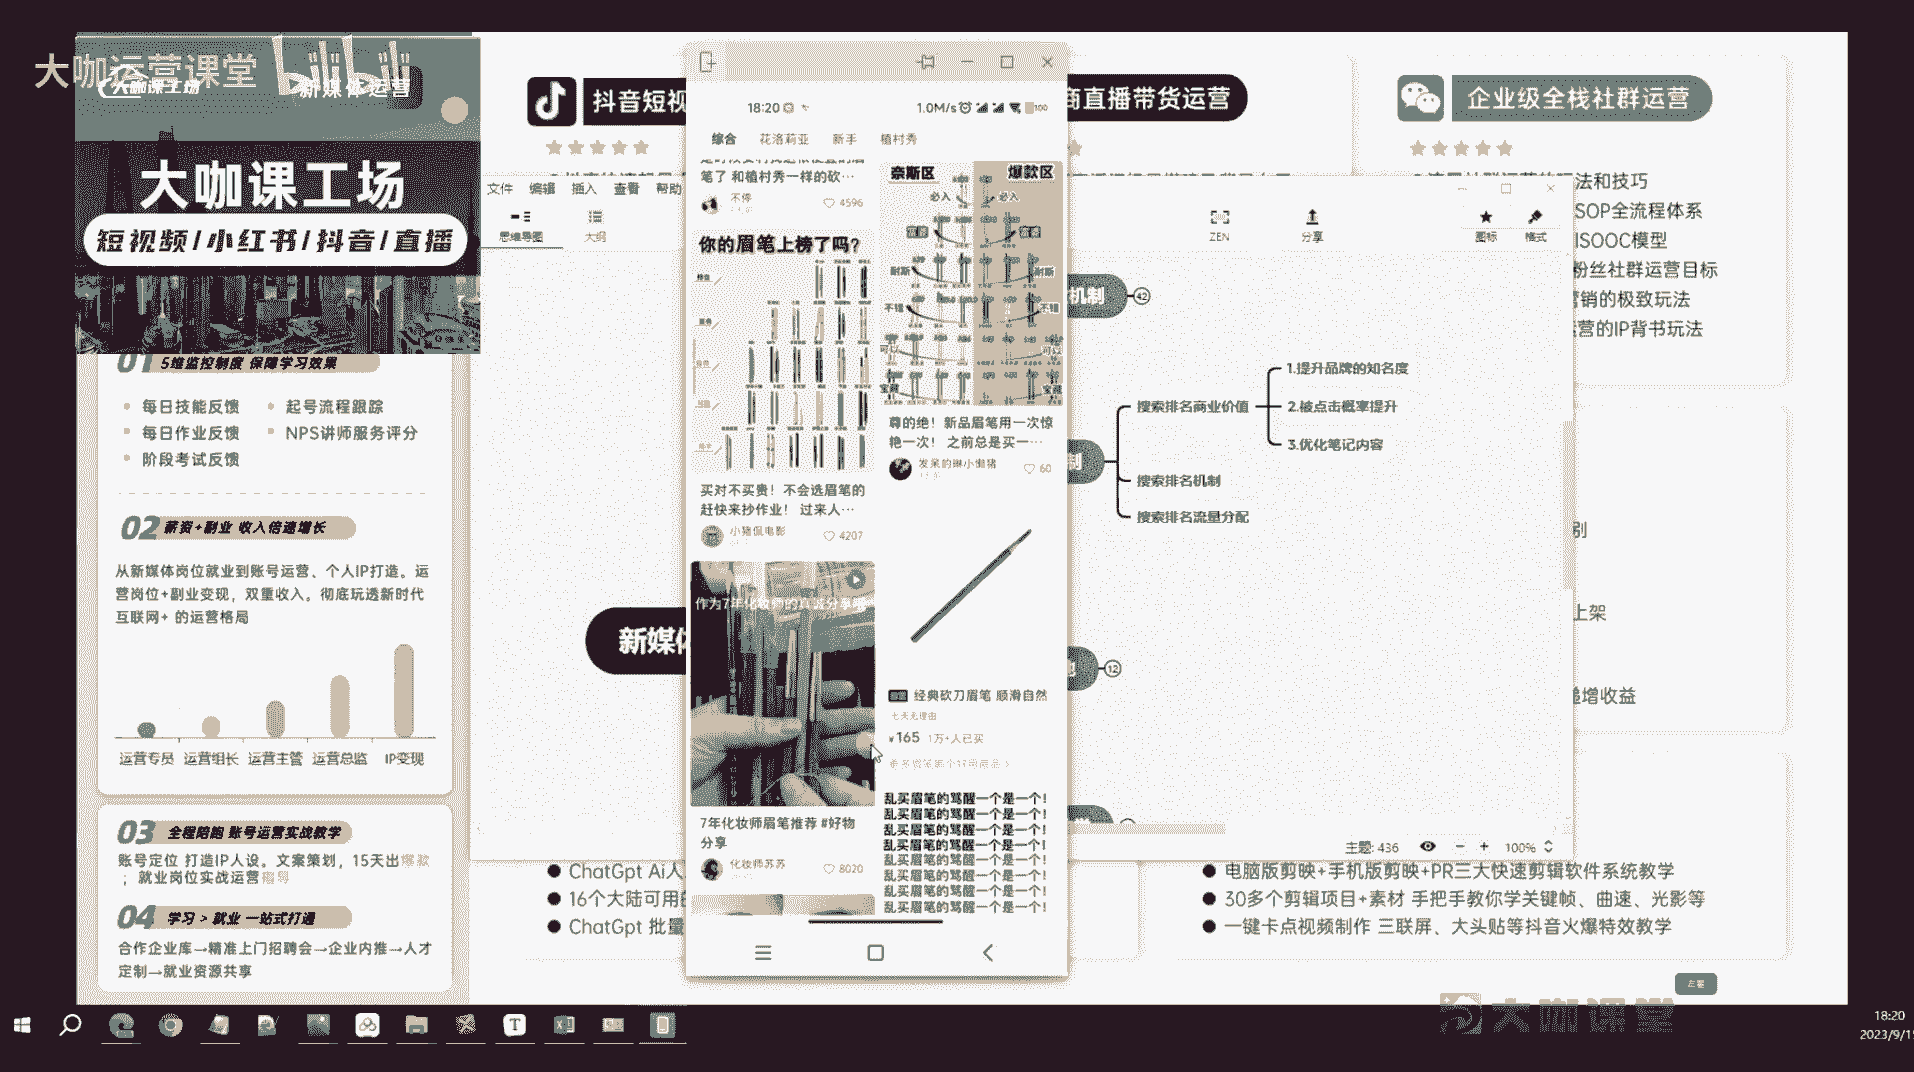 大咖运营课堂 bilibili
大咖课工场
新媒体运营
大咖课工场
短视频/小红书/抖音/直播
01 5维监控制度 保障学习效果
每日技能反馈
起号流程跟踪
每日作业反馈
NPS讲师服务评分
阶段考试反馈
02 薪资+副业 收入倍速增长
从新媒体岗位就业到账号运营、个人IP打造。运
营岗位+副业变现，双重收入。彻底玩透新时代
互联网+ 的运营格局
运营专员 运营组长 运营主管 运营总监 IP变现
03 全程陪跑 账号运营实战教学
账号定位 打造IP人设。文案策划，15天出爆款
；就业岗位实战运营
04 学习 > 就业 一站式打通
合作企业库→精准上门招聘会→企业内推→人才
定制→就业资源共享
抖音短视
商直播带货运营
企业级全栈社群运营
法和技巧
SOP全流程体系
ISOOC模型
粉丝社群运营目标
营销的极致玩法
运营的IP背书玩法
别
上架
递增收益
文件 编辑 插入 查看 帮助
思维导图 大纲
ZEN 分享 图标 格式
新媒体
机制 42
制
搜索排名商业价值
1.提升品牌的知名度
2.被点击概率提升
3.优化笔记内容
搜索排名机制
搜索排名流量分配
12
主题: 436
100%
18:20
1.0M/s
100
综合 花洛莉亚 新手 植村秀
笔了 和植村秀一样的砍…
不停
4596
你的眉笔上榜了吗?
买对不买贵！不会选眉笔的
赶快来抄作业！ 过来人…
小猪侃电影
4207
作为7年化妆师的真诚分享
7年化妆师眉笔推荐 #好物
分享
化妆师苏苏
8020
奈斯区 爆款区
必入 必入
耐斯 耐斯
不错 不错
可以 可以
宝藏 宝藏
尊的绝！新品眉笔用一次惊
艳一次！ 之前总是买一…
发呆的琳小懒猪
60
经典砍刀眉笔 顺滑自然
七天无理由
¥165 1万+人已买
乱买眉笔的骂醒一个是一个!
乱买眉笔的骂醒一个是一个!
乱买眉笔的骂醒一个是一个!
乱买眉笔的骂醒一个是一个!
乱买眉笔的骂醒一个是一个!
乱买眉笔的骂醒一个是一个!
乱买眉笔的骂醒一个是一个!
乱买眉笔的骂醒一个是一个!
ChatGpt Ai人
16个大陆可用的
ChatGpt 批量
电脑版剪映+手机版剪映+PR三大快速剪辑软件系统教学
30多个剪辑项目+素材 手把手教你学关键帧、曲速、光影等
一键卡点视频制作 三联屏、大头贴等抖音火爆特效教学
大咖课堂
18:20
2023/9/1